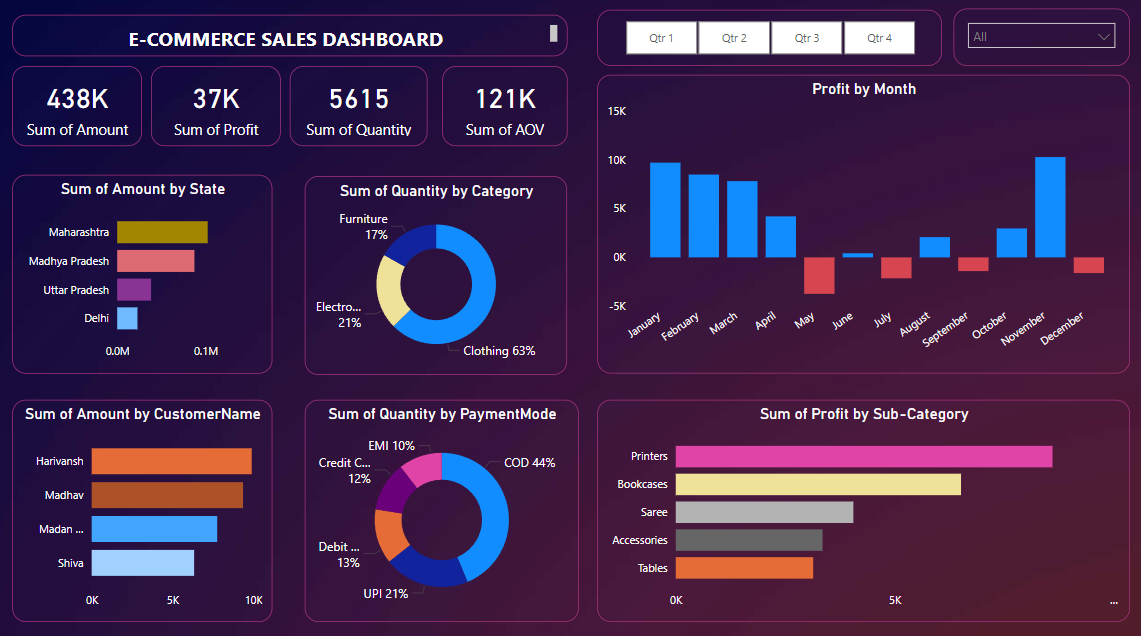 E-COMMERCE SALES DASHBOARD
Qtr 1
Qtr 2
Qtr 3
Qtr 4
All
438K
Sum of Amount
37K
Sum of Profit
5615
Sum of Quantity
121K
Sum of AOV
Profit by Month
15K
10K
5K
0K
-5K
January
February
March
April
May
June
July
August
September
October
November
December
Sum of Amount by State
Maharashtra
Madhya Pradesh
Uttar Pradesh
Delhi
0.0M
0.1M
Sum of Quantity by Category
Furniture
17%
Electro...
21%
Clothing 63%
Sum of Amount by CustomerName
Harivansh
Madhav
Madan ...
Shiva
0K
5K
10K
Sum of Quantity by PaymentMode
EMI 10%
Credit C...
12%
COD 44%
Debit ...
13%
UPI 21%
Sum of Profit by Sub-Category
Printers
Bookcases
Saree
Accessories
Tables
0K
5K
...